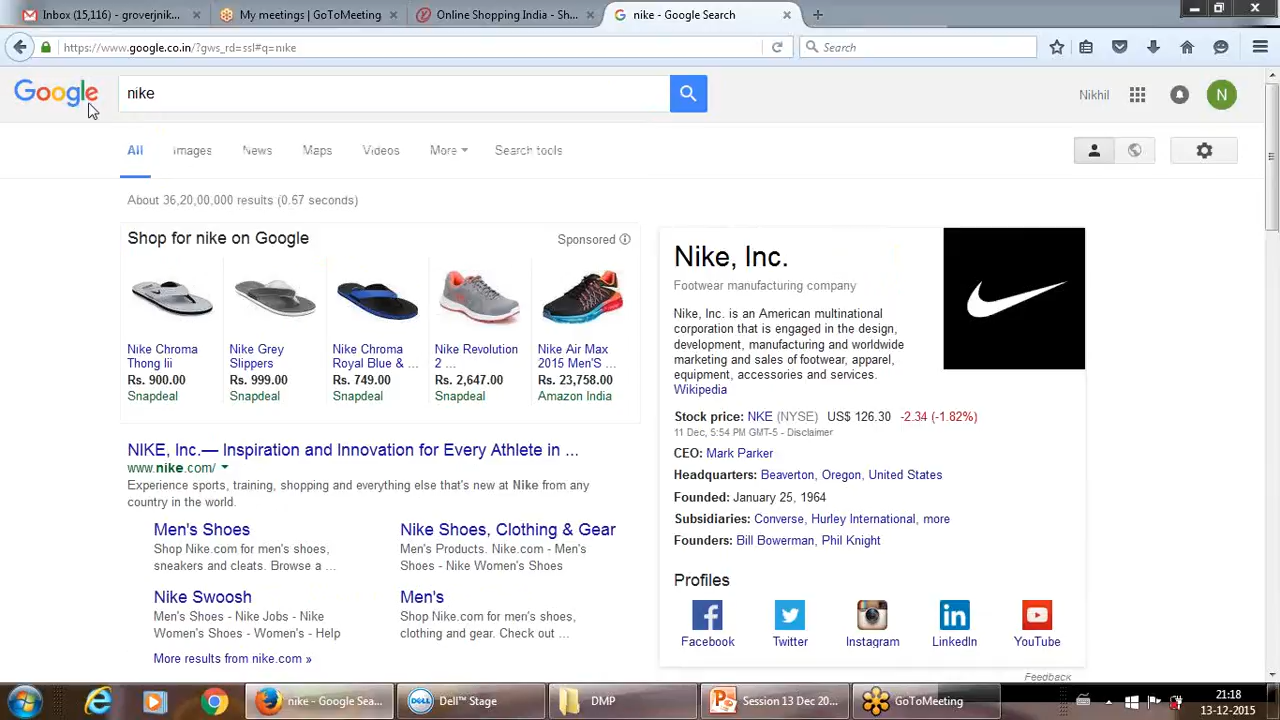 Inbox (15,116) - groverjnik...
My meetings | GoToMeeting
Online Shopping India - Sh...
nike - Google Search
https://www.google.co.in/?gws_rd=ssl#q=nike
Search
Google
nike
Nikhil
N
All
Images
News
Maps
Videos
More
Search tools
About 36,20,00,000 results (0.67 seconds)
Shop for nike on Google
Sponsored
Nike Chroma
Thong Iii
Rs. 900.00
Snapdeal
Nike Grey
Slippers
Rs. 999.00
Snapdeal
Nike Chroma
Royal Blue & ...
Rs. 749.00
Snapdeal
Nike Revolution
2 ...
Rs. 2,647.00
Snapdeal
Nike Air Max
2015 Men'S ...
Rs. 23,758.00
Amazon India
NIKE, Inc.— Inspiration and Innovation for Every Athlete in ...
www.nike.com/
Experience sports, training, shopping and everything else that's new at Nike from any
country in the world.
Men's Shoes
Shop Nike.com for men's shoes,
sneakers and cleats. Browse a ...
Nike Shoes, Clothing & Gear
Men's Products. Nike.com - Men's
Shoes - Nike Women's Shoes
Nike Swoosh
Men's Shoes - Nike Jobs - Nike
Women's Shoes - Women's - Help
Men's
Shop Nike.com for men's shoes,
clothing and gear. Check out ...
More results from nike.com »
Nike, Inc.
Footwear manufacturing company
Nike, Inc. is an American multinational
corporation that is engaged in the design,
development, manufacturing and worldwide
marketing and sales of footwear, apparel,
equipment, accessories and services.
Wikipedia
Stock price: NKE (NYSE) US$ 126.30 -2.34 (-1.82%)
11 Dec, 5:54 PM GMT-5 - Disclaimer
CEO: Mark Parker
Headquarters: Beaverton, Oregon, United States
Founded: January 25, 1964
Subsidiaries: Converse, Hurley International, more
Founders: Bill Bowerman, Phil Knight
Profiles
Facebook
Twitter
Instagram
LinkedIn
YouTube
Feedback
nike - Google Sea...
Dell™ Stage
DMP
Session 13 Dec 20...
GoToMeeting
21:18
13-12-2015